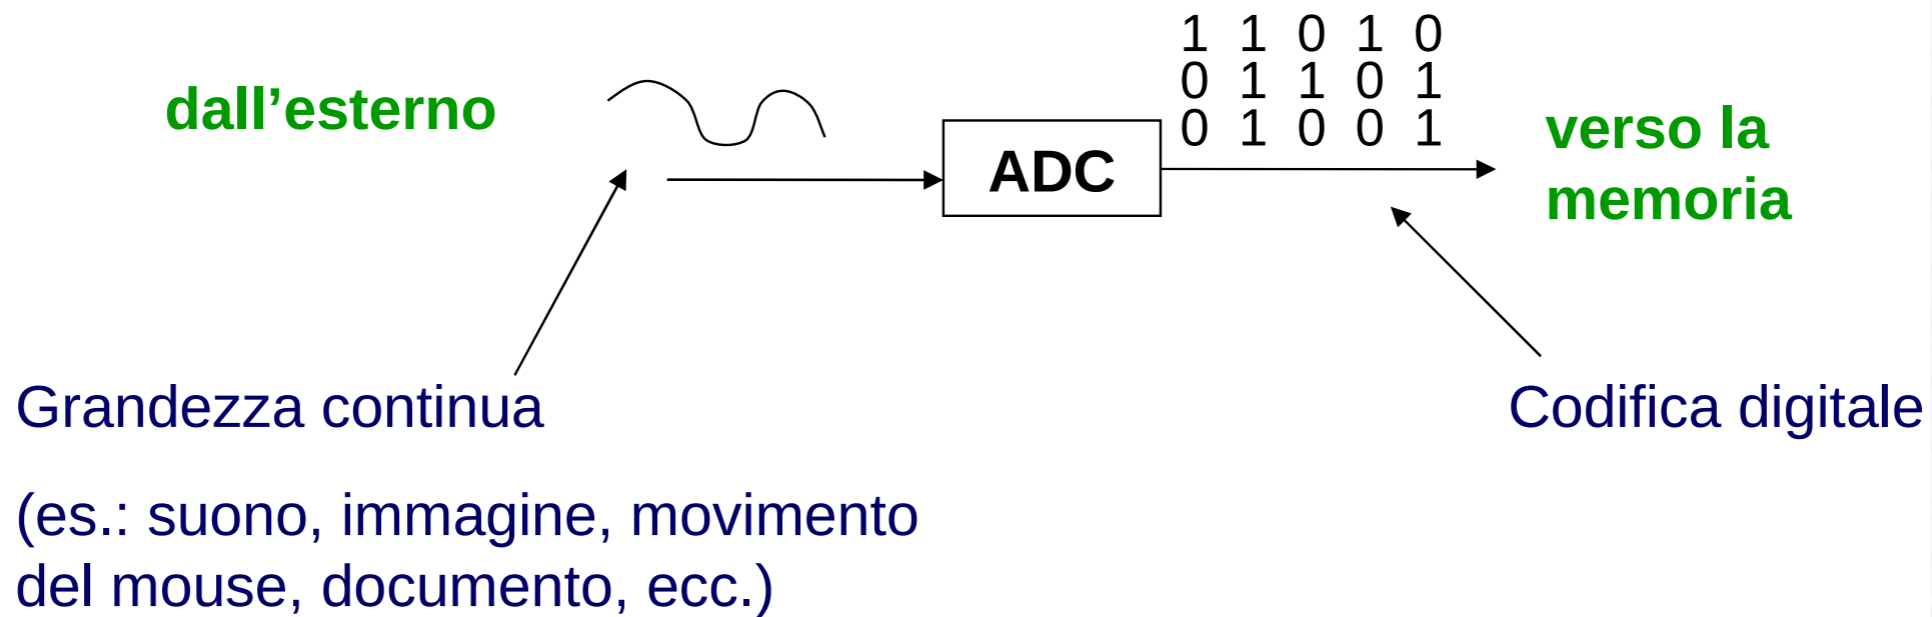 dall’esterno
ADC
1 1 0 1 0
0 1 1 0 1
0 1 0 0 1
verso la
memoria
Grandezza continua
(es.: suono, immagine, movimento
del mouse, documento, ecc.)
Codifica digitale